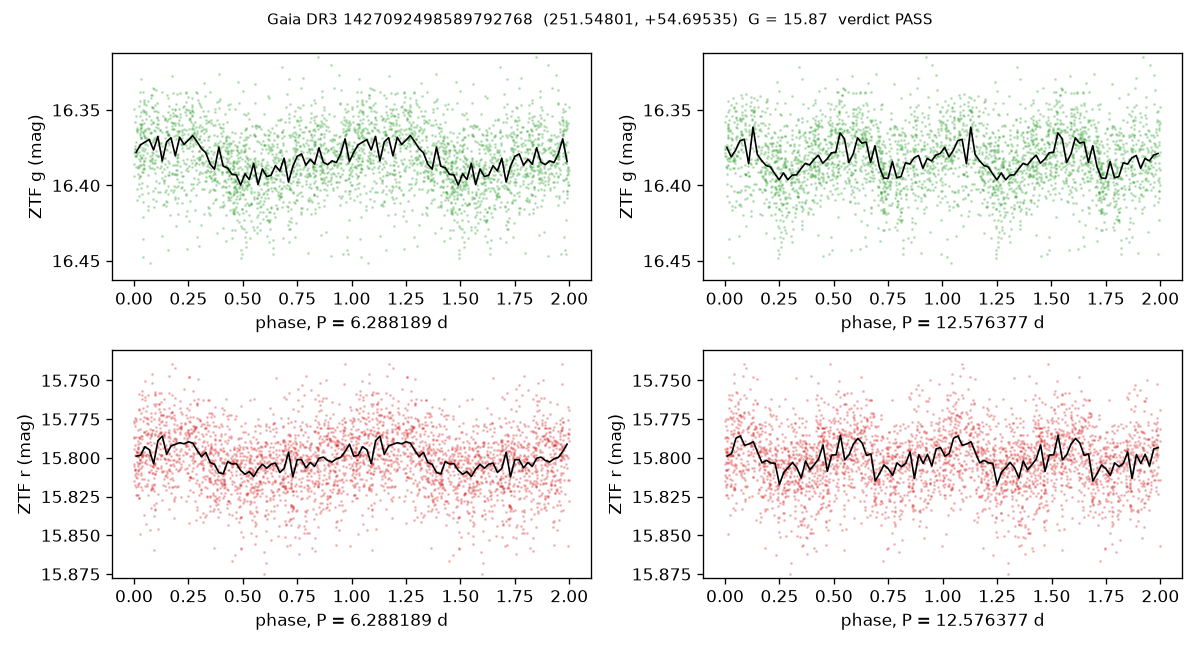 Gaia DR3 1427092498589792768  (251.54801, +54.69535)  G = 15.87  verdict PASS
ZTF g (mag)
16.35
16.40
16.45
0.00 0.25 0.50 0.75 1.00 1.25 1.50 1.75 2.00
phase, P = 6.288189 d
ZTF g (mag)
16.35
16.40
16.45
0.00 0.25 0.50 0.75 1.00 1.25 1.50 1.75 2.00
phase, P = 12.576377 d
ZTF r (mag)
15.750
15.775
15.800
15.825
15.850
15.875
0.00 0.25 0.50 0.75 1.00 1.25 1.50 1.75 2.00
phase, P = 6.288189 d
ZTF r (mag)
15.750
15.775
15.800
15.825
15.850
15.875
0.00 0.25 0.50 0.75 1.00 1.25 1.50 1.75 2.00
phase, P = 12.576377 d